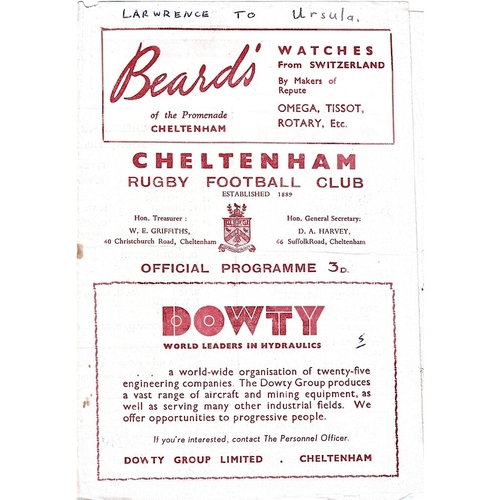 LARWRENCE TO Ursula.
Beard's
of the Promenade
CHELTENHAM
WATCHES
From SWITZERLAND
By Makers of
Repute
OMEGA, TISSOT,
ROTARY, Etc.
CHELTENHAM
RUGBY FOOTBALL CLUB
ESTABLISHED 1889
Hon. Treasurer :
W. E. GRIFFITHS,
40 Christchurch Road, Cheltenham
Hon. General Secretary:
D. A. HARVEY,
66 SuffolkRoad, Cheltenham
OFFICIAL PROGRAMME 3D.
DOWTY
WORLD LEADERS IN HYDRAULICS
. . . a world-wide organisation of twenty-five
engineering companies. The Dowty Group produces
a vast range of aircraft and mining equipment, as
well as serving many other industrial fields. We
offer opportunities to progressive people.
If you're interested, contact The Personnel Officer.
DOWTY GROUP LIMITED . CHELTENHAM